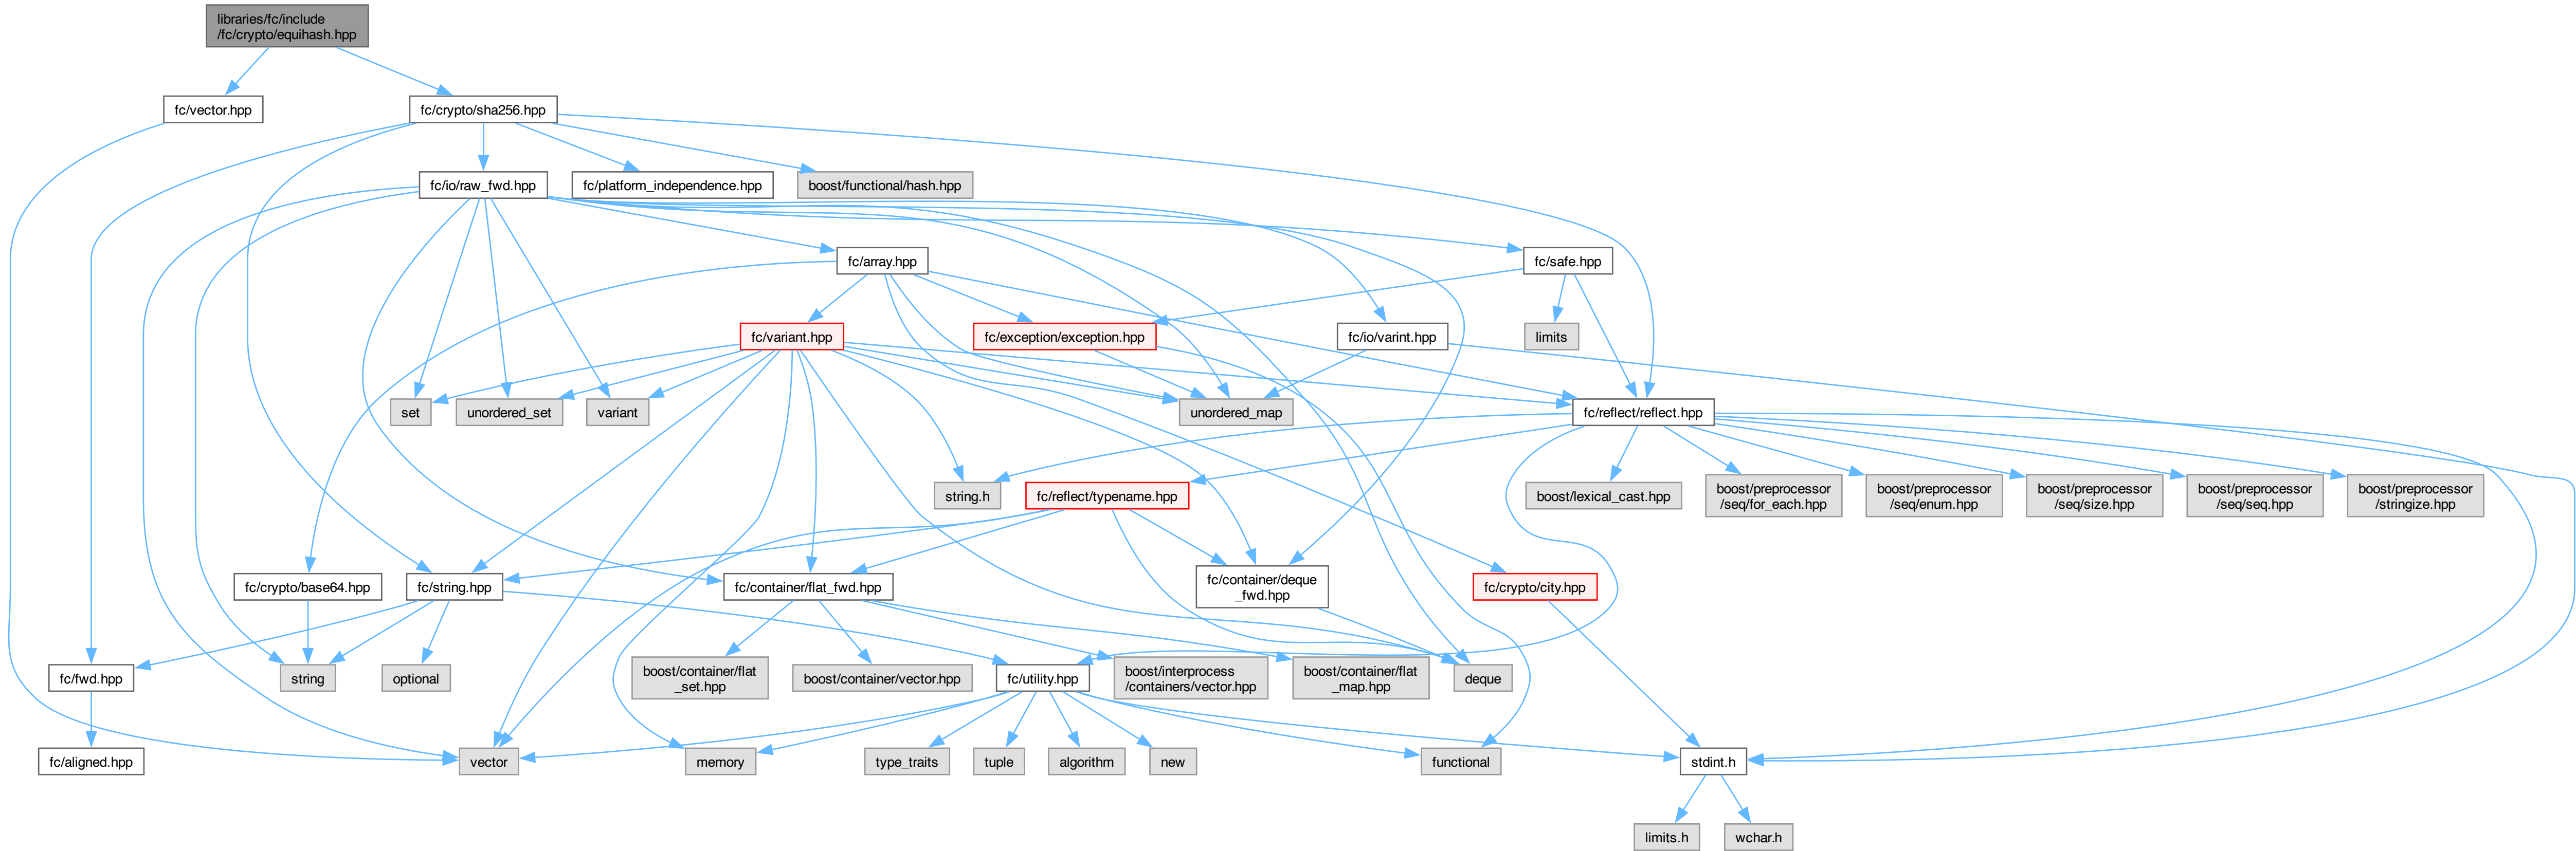 libraries/fc/include
/fc/crypto/equihash.hpp
fc/vector.hpp
fc/crypto/sha256.hpp
fc/io/raw_fwd.hpp
fc/platform_independence.hpp
boost/functional/hash.hpp
fc/array.hpp
fc/safe.hpp
fc/variant.hpp
fc/exception/exception.hpp
fc/io/varint.hpp
limits
set
unordered_set
variant
unordered_map
fc/reflect/reflect.hpp
string.h
fc/reflect/typename.hpp
boost/lexical_cast.hpp
boost/preprocessor
/seq/for_each.hpp
boost/preprocessor
/seq/enum.hpp
boost/preprocessor
/seq/size.hpp
boost/preprocessor
/seq/seq.hpp
boost/preprocessor
/stringize.hpp
fc/crypto/base64.hpp
fc/string.hpp
fc/container/flat_fwd.hpp
fc/container/deque
_fwd.hpp
fc/crypto/city.hpp
fc/fwd.hpp
string
optional
boost/container/flat
_set.hpp
boost/container/vector.hpp
fc/utility.hpp
boost/interprocess
/containers/vector.hpp
boost/container/flat
_map.hpp
deque
fc/aligned.hpp
vector
memory
type_traits
tuple
algorithm
new
functional
stdint.h
limits.h
wchar.h